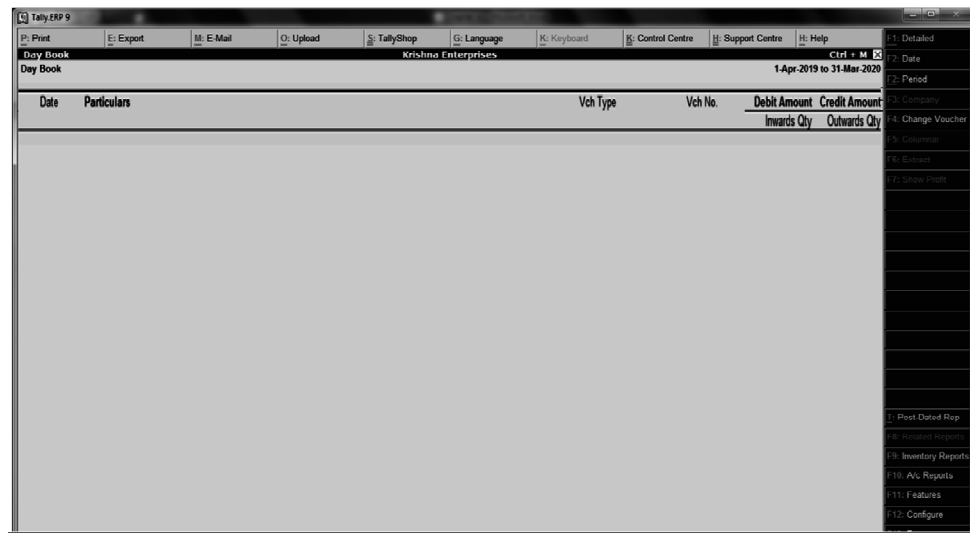 Tally.ERP 9
P: Print E: Export M: E-Mail O: Upload S: TallyShop G: Language K: Keyboard K: Control Centre H: Support Centre H: Help
Day Book Krishna Enterprises Ctrl + M
Day Book 1-Apr-2019 to 31-Mar-2020
Date Particulars Vch Type Vch No. Debit Amount Credit Amount
Inwards Qty Outwards Qty
F1: Detailed
F2: Date
F2: Period
F3: Company
F4: Change Voucher
F5: Columnar
F6: Extract
F7: Show Profit
T: Post-Dated Rep
F8: Related Reports
F9: Inventory Reports
F10: A/c Reports
F11: Features
F12: Configure